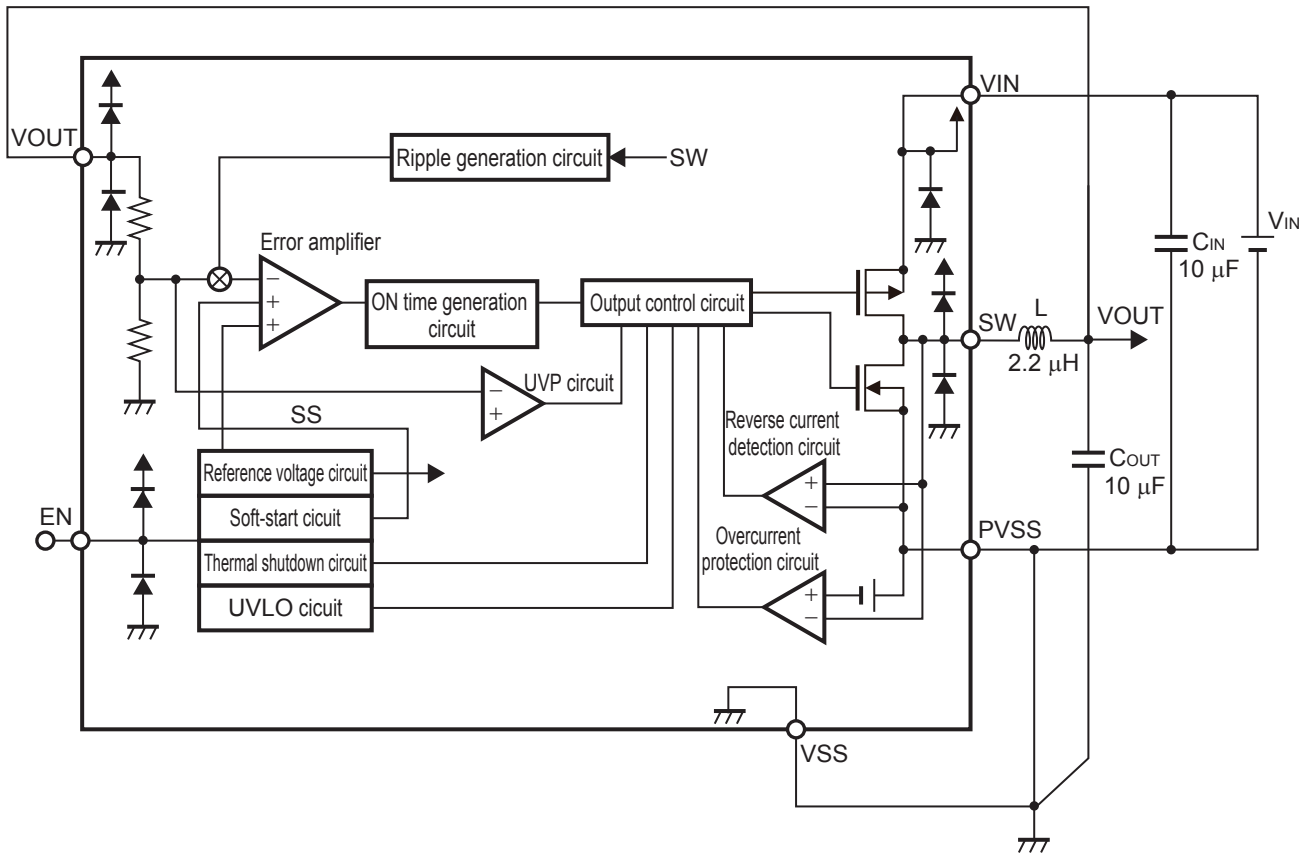 VIN
VOUT
Ripple generation circuit
SW
VIN
Error amplifier
CIN
10 μF
−
+
+
ON time generation
circuit
Output control circuit
SW
L
VOUT
2.2 μH
UVP circuit
−
+
SS
Reverse current
detection circuit
Reference voltage circuit
+
−
COUT
10 μF
EN
Soft-start cicuit
PVSS
Overcurrent
protection circuit
Thermal shutdown circuit
+
−
UVLO cicuit
VSS